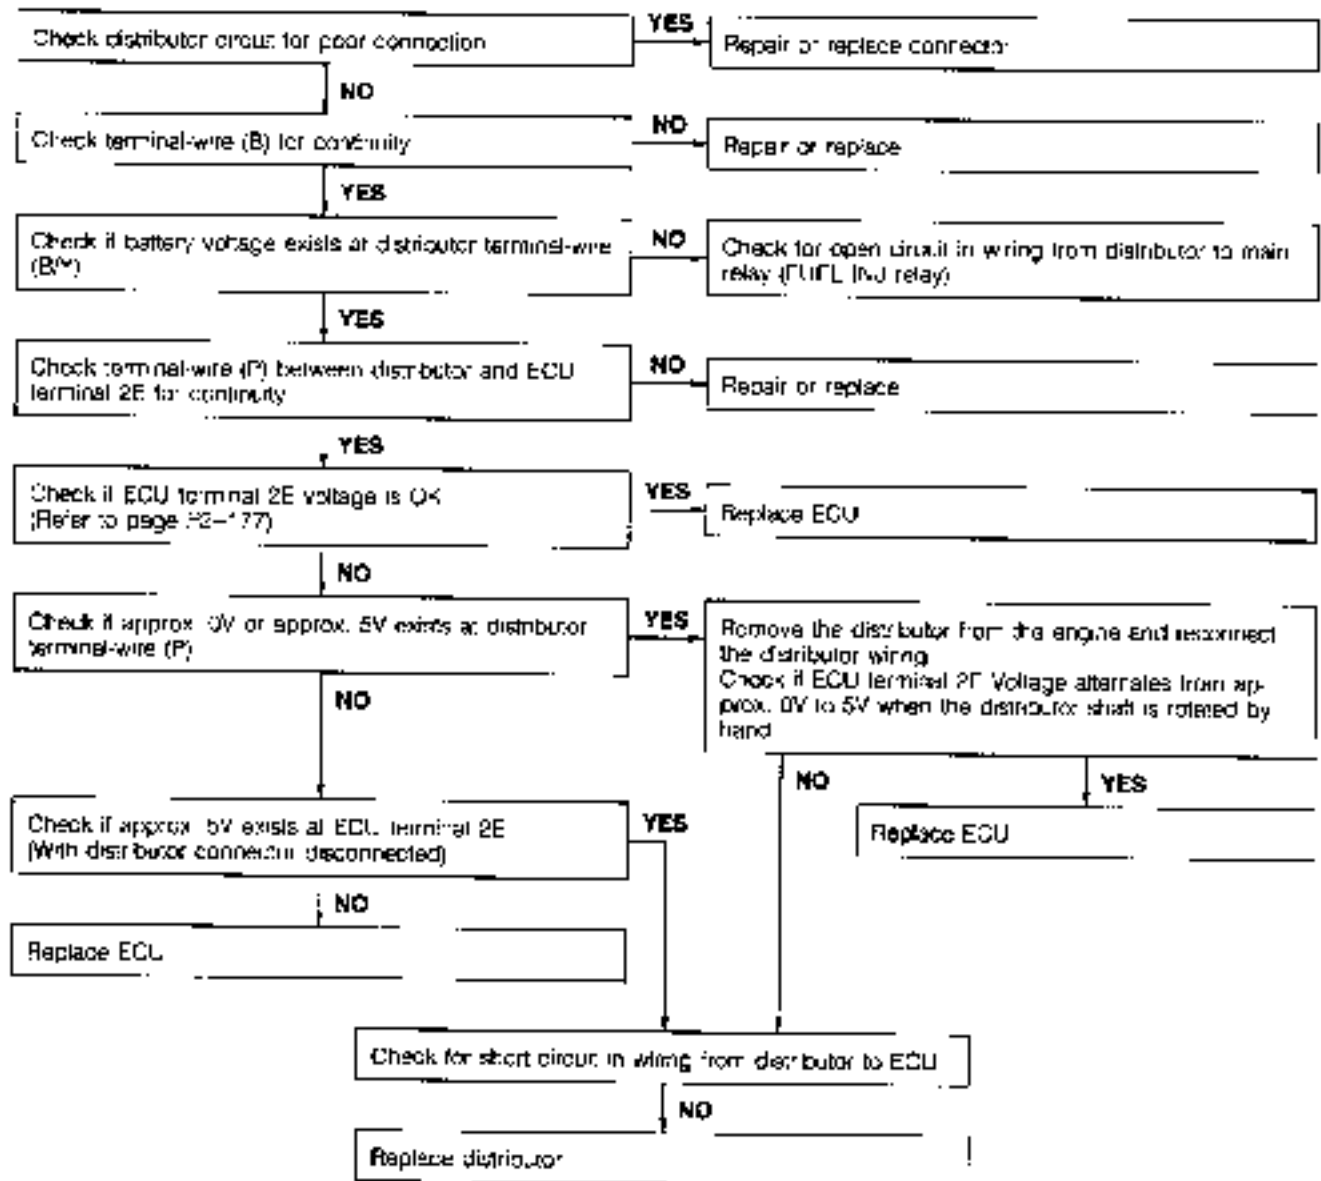 Check distributor circuit for poor connection
YES
Repair or replace connector
NO
Check terminal-wire (B) for continuity
NO
Repair or replace
YES
Check if battery voltage exists at distributor terminal-wire
NO
Check for open circuit in wiring from distributor to main
relay (FUEL INJ relay)
YES
Check terminal-wire (P) between distributor and ECU
terminal 2E for continuity
NO
Repair or replace
YES
Check if ECU terminal 2E voltage is OK
(Refer to page
YES
Replace ECU
NO
Check if approx. 0V or approx. 5V exists at distributor
terminal-wire (P)
YES
Remove the distributor from the engine and reconnect
the distributor wiring
Check if ECU terminal 2E Voltage alternates from ap-
prox. 0V to 5V when the distributor shaft is rotated by
hand
NO
NO
YES
Replace ECU
Check if approx. 5V exists at ECU terminal 2E
(With distributor connector disconnected)
YES
NO
Replace ECU
Check for short circuit in wiring from distributor to ECU
NO
Replace distributor